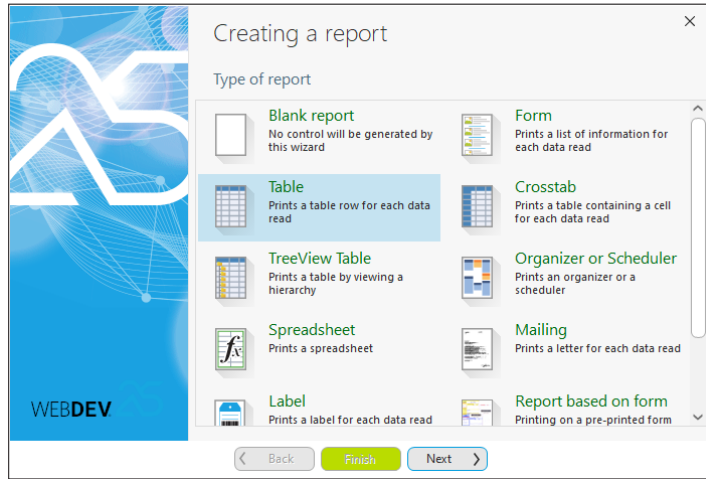 Creating a report
Type of report
Blank report
No control will be generated by
this wizard
Form
Prints a list of information for
each data read
Table
Prints a table row for each data
read
Crosstab
Prints a table containing a cell
for each data read
TreeView Table
Prints a table by viewing a
hierarchy
Organizer or Scheduler
Prints an organizer or a
scheduler
Spreadsheet
Prints a spreadsheet
Mailing
Prints a letter for each data read
Label
Prints a label for each data read
Report based on form
Printing on a pre-printed form
WEBDEV 25
Back
Finish
Next